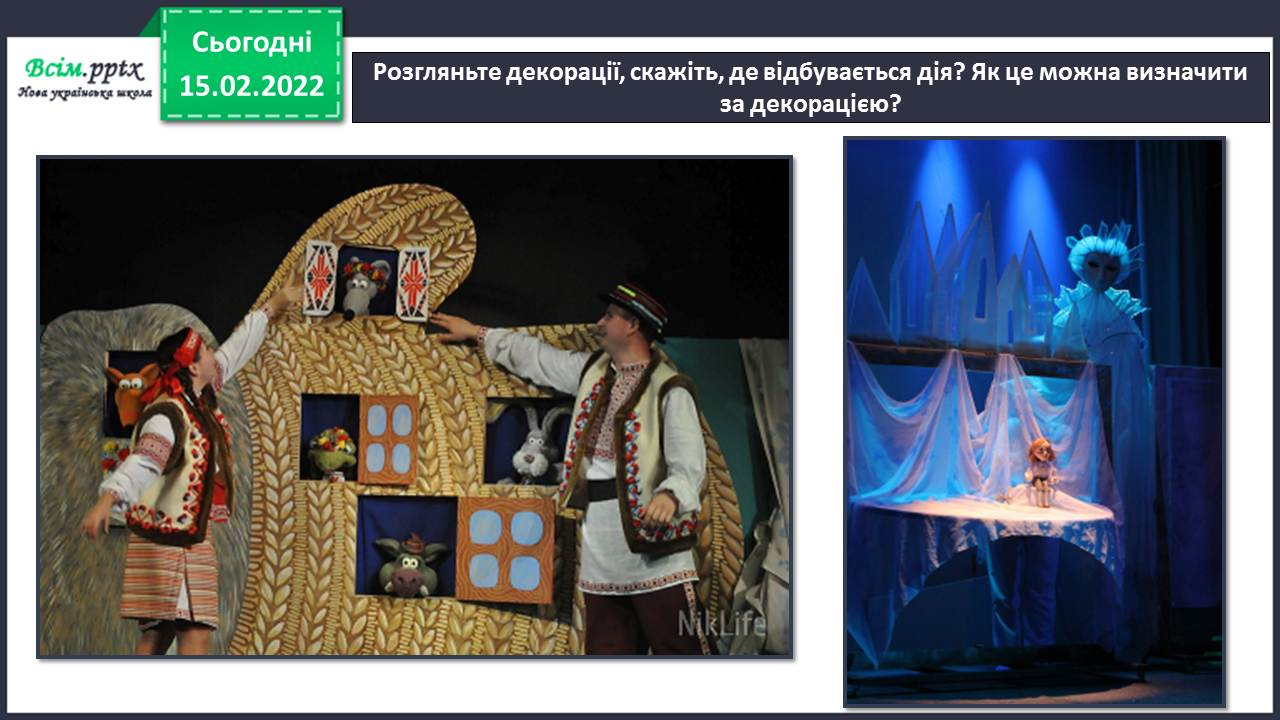 Сьогодні
15.02.2022
Всім.pptx
Нова українська школа
Розгляньте декорації, скажіть, де відбувається дія? Як це можна визначити
за декорацією?
NikLife